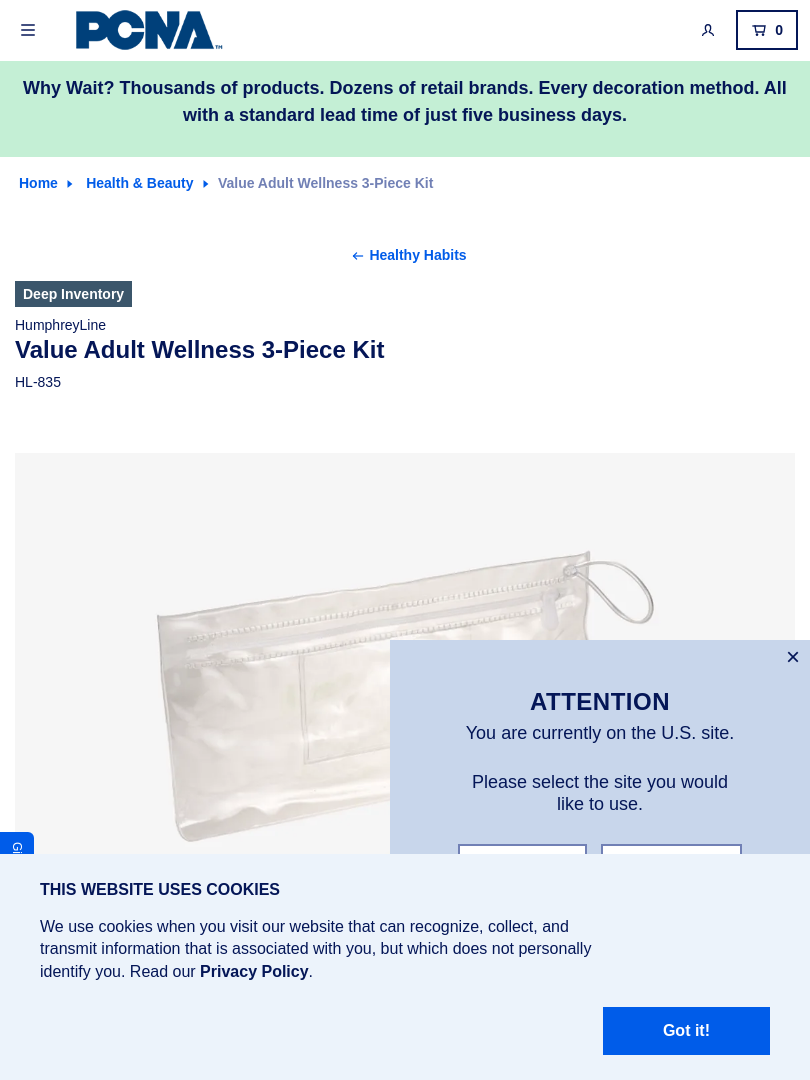 PCNA™
0
Why Wait? Thousands of products. Dozens of retail brands. Every decoration method. All
with a standard lead time of just five business days.
Home
Health & Beauty
Value Adult Wellness 3-Piece Kit
← Healthy Habits
Deep Inventory
HumphreyLine
Value Adult Wellness 3-Piece Kit
HL-835
×
ATTENTION
You are currently on the U.S. site.
Please select the site you would
like to use.
THIS WEBSITE USES COOKIES
We use cookies when you visit our website that can recognize, collect, and
transmit information that is associated with you, but which does not personally
identify you. Read our Privacy Policy.
Got it!